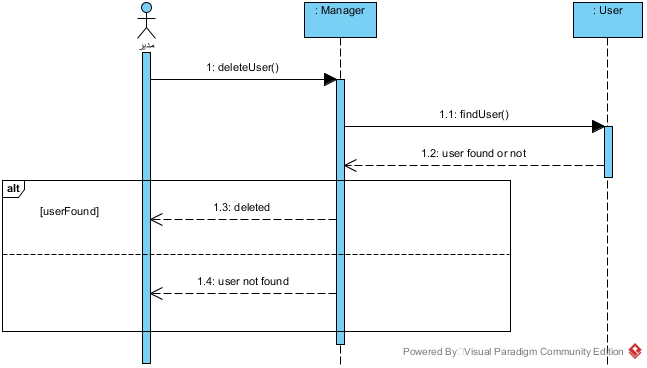 : Manager
: User
مدير
1: deleteUser()
1.1: findUser()
1.2: user found or not
alt
[userFound]
1.3: deleted
1.4: user not found
Powered By Visual Paradigm Community Edition